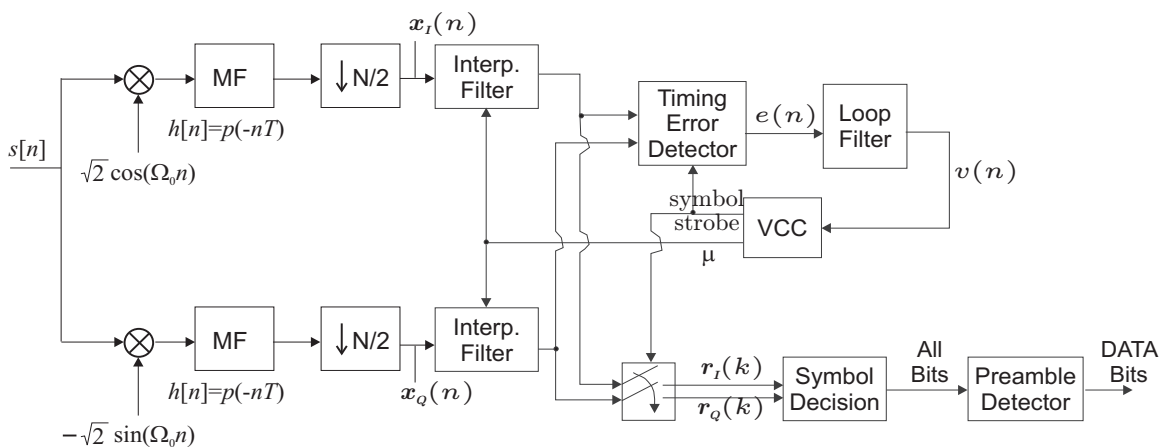 x_I(n)
MF
↓ N/2
Interp.
Filter
Timing
Error
Detector
e(n)
Loop
Filter
h[n]=p(-nT)
s[n]
√2 cos(Ω₀n)
v(n)
symbol
strobe
VCC
μ
MF
↓ N/2
Interp.
Filter
h[n]=p(-nT)
x_Q(n)
−√2 sin(Ω₀n)
r_I(k)
r_Q(k)
Symbol
Decision
All
Bits
Preamble
Detector
DATA
Bits